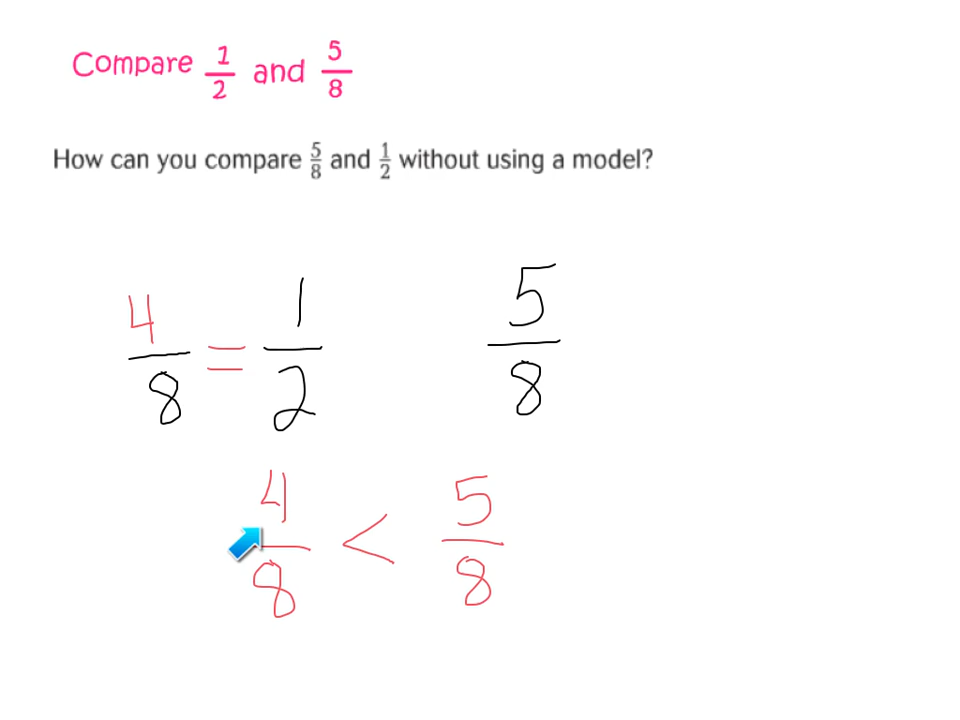 Compare 1/2 and 5/8
How can you compare 5/8 and 1/2 without using a model?
4/8 = 1/2 5/8
4/8 < 5/8